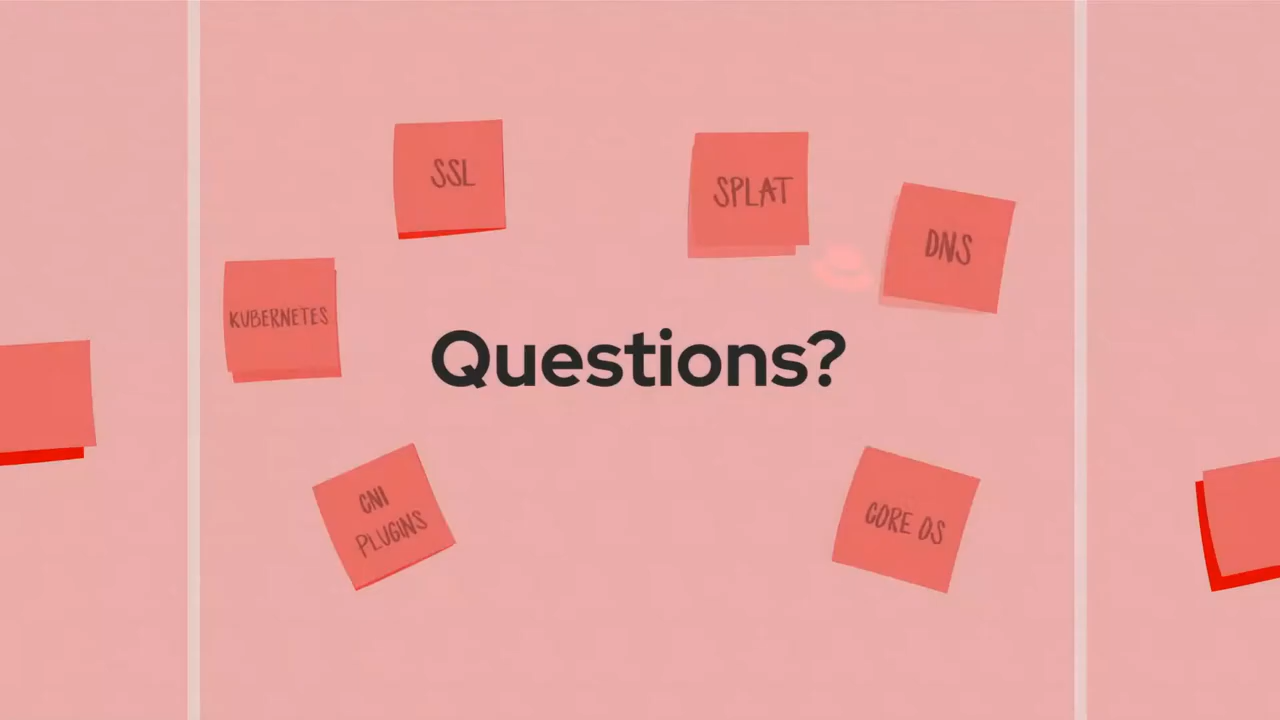 SSL
SPLAT
DNS
KUBERNETES
Questions?
CNI
PLUGINS
CORE OS